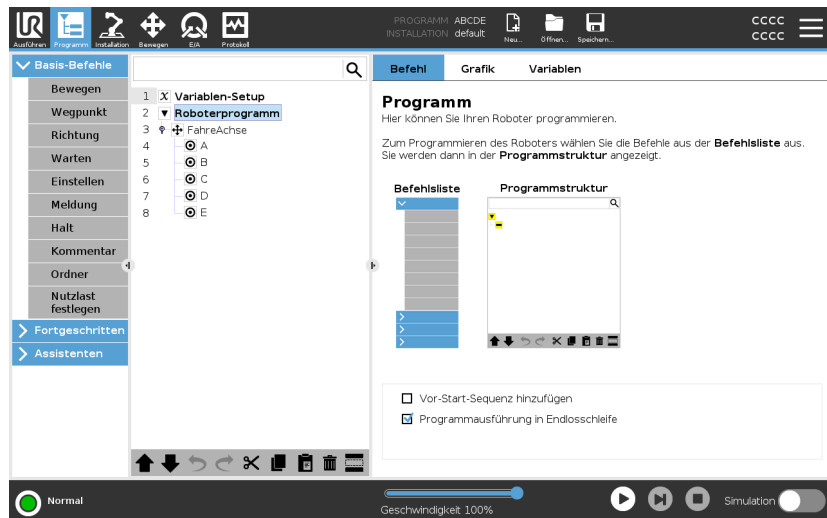 UR
PROGRAMM ABCDE
INSTALLATION default
CCCC
CCCC
Ausführen Programm Installation Bewegen E/A Protokoll Neu... Öffnen... Speichern...
Basis-Befehle
Bewegen
Wegpunkt
Richtung
Warten
Einstellen
Meldung
Halt
Kommentar
Ordner
Nutzlast
festlegen
Fortgeschritten
Assistenten
1 X Variablen-Setup
2 Roboterprogramm
3 FahreAchse
4 A
5 B
6 C
7 D
8 E
Befehl Grafik Variablen
Programm
Hier können Sie Ihren Roboter programmieren.
Zum Programmieren des Roboters wählen Sie die Befehle aus der Befehlsliste aus.
Sie werden dann in der Programmstruktur angezeigt.
Befehlsliste Programmstruktur
Vor-Start-Sequenz hinzufügen
Programmausführung in Endlosschleife
Normal
Geschwindigkeit 100%
Simulation